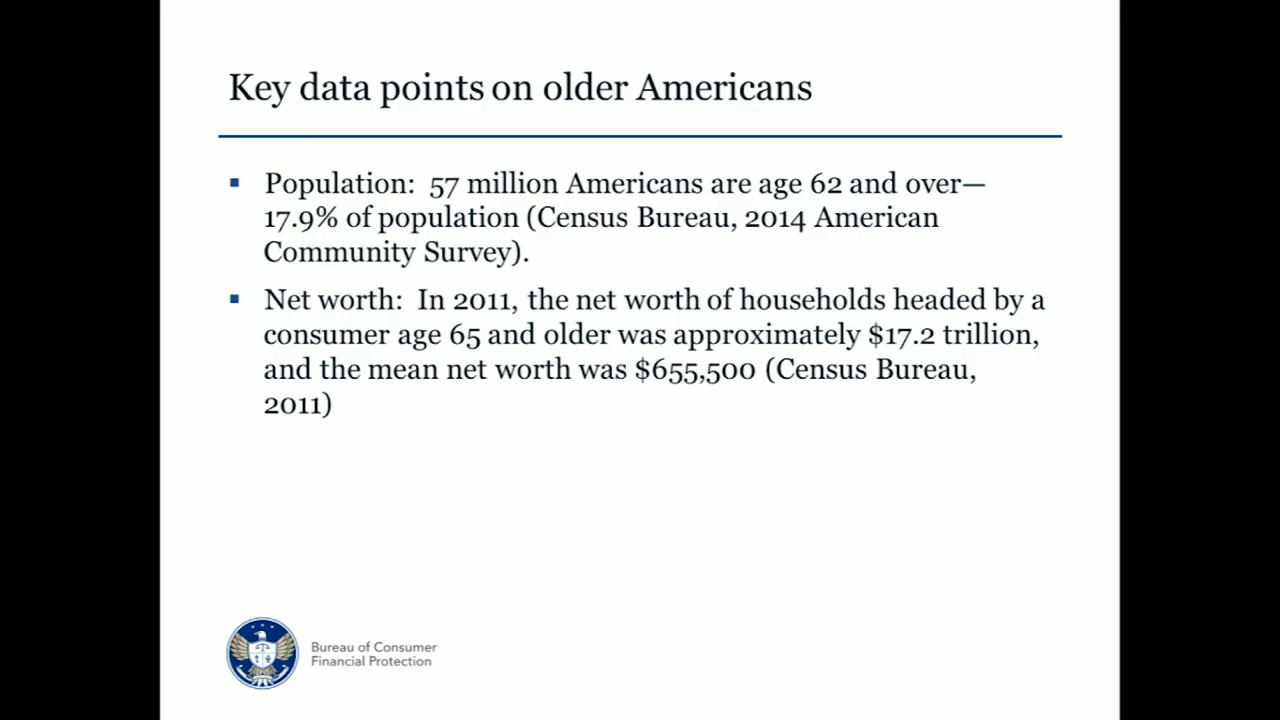 Key data points on older Americans
▪ Population: 57 million Americans are age 62 and over—
17.9% of population (Census Bureau, 2014 American
Community Survey).
▪ Net worth: In 2011, the net worth of households headed by a
consumer age 65 and older was approximately $17.2 trillion,
and the mean net worth was $655,500 (Census Bureau,
2011)
Bureau of Consumer
Financial Protection